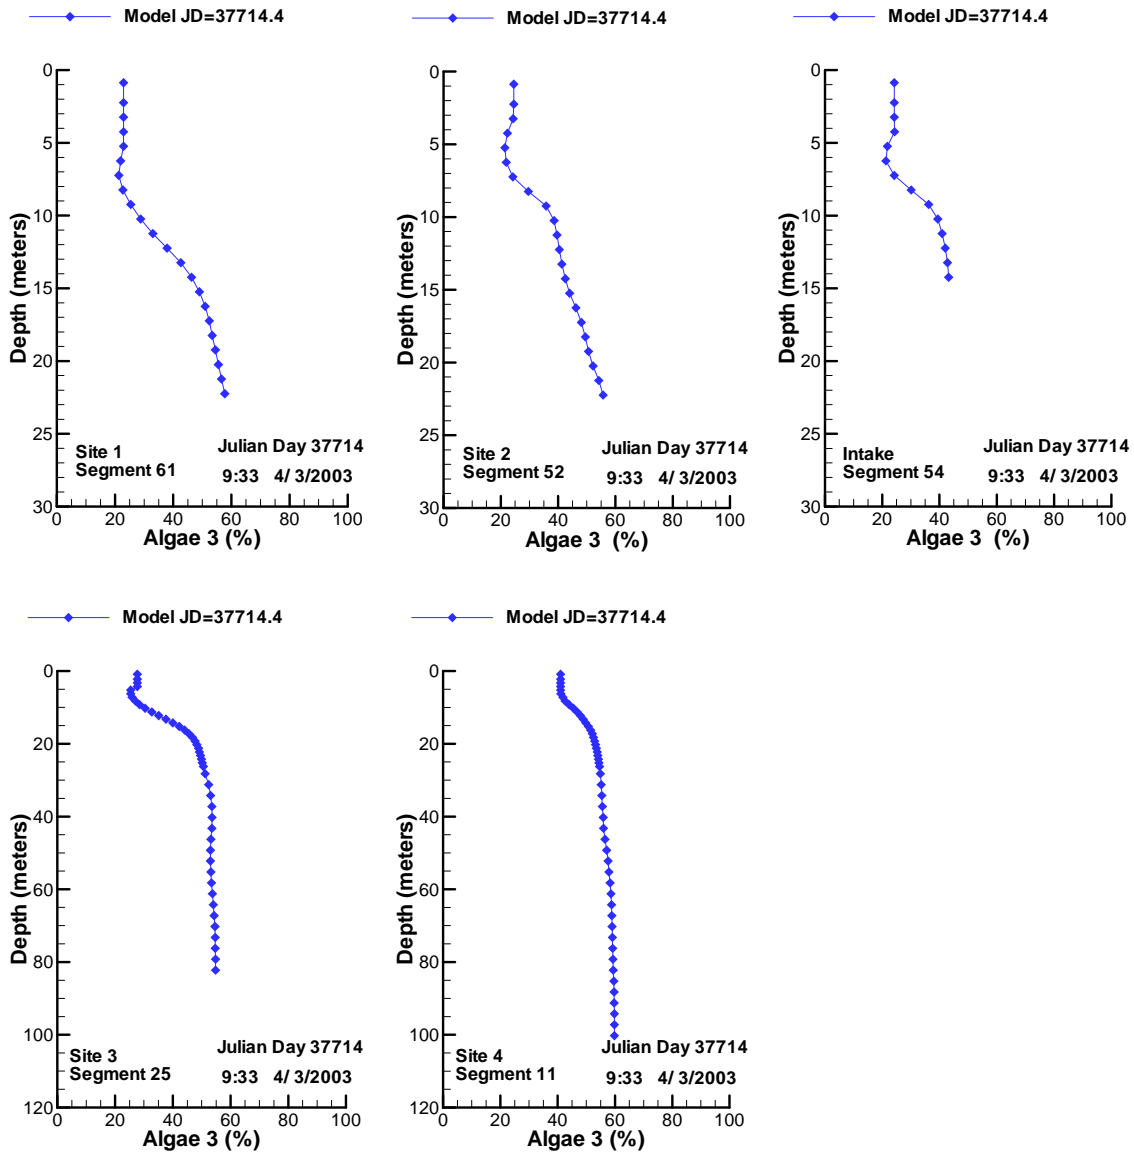 Model JD=37714.4
Model JD=37714.4
Model JD=37714.4
0
5
10
15
20
25
30
Depth (meters)
0 20 40 60 80 100
Algae 3 (%)
Site 1
Segment 61
Julian Day 37714
9:33 4/ 3/2003
0
5
10
15
20
25
30
Depth (meters)
0 20 40 60 80 100
Algae 3 (%)
Site 2
Segment 52
Julian Day 37714
9:33 4/ 3/2003
0
5
10
15
20
25
30
Depth (meters)
0 20 40 60 80 100
Algae 3 (%)
Intake
Segment 54
Julian Day 37714
9:33 4/ 3/2003
Model JD=37714.4
Model JD=37714.4
0
20
40
60
80
100
120
Depth (meters)
0 20 40 60 80 100
Algae 3 (%)
Site 3
Segment 25
Julian Day 37714
9:33 4/ 3/2003
0
20
40
60
80
100
120
Depth (meters)
0 20 40 60 80 100
Algae 3 (%)
Site 4
Segment 11
Julian Day 37714
9:33 4/ 3/2003